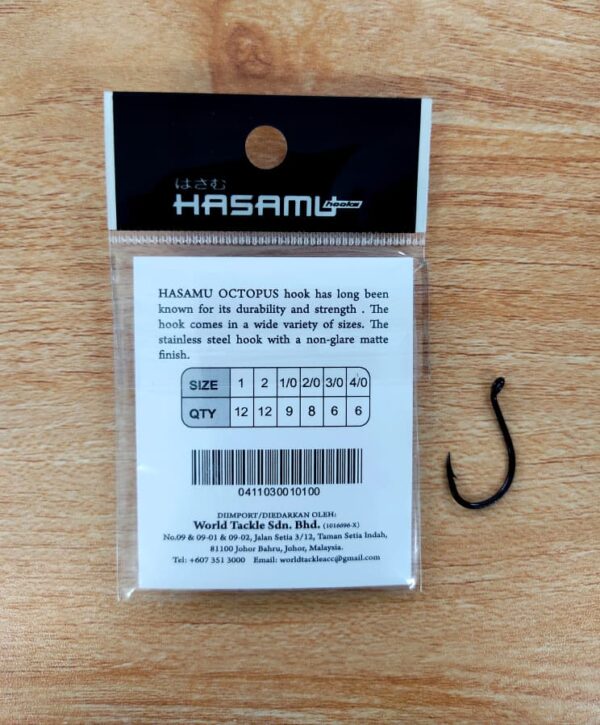 はさむ
HASAMU hooks
HASAMU OCTOPUS hook has long been
known for its durability and strength . The
hook comes in a wide variety of sizes. The
stainless steel hook with a non-glare matte
finish.
SIZE 1 2 1/0 2/0 3/0 4/0
QTY 12 12 9 8 6 6
0411030010100
DIIMPORT/DIEDARKAN OLEH:
World Tackle Sdn. Bhd. (1016696-X)
No.09 & 09-01 & 09-02, Jalan Setia 3/12, Taman Setia Indah,
81100 Johor Bahru, Johor, Malaysia.
Tel: +607 351 3000 Email: worldtackleacc@gmail.com